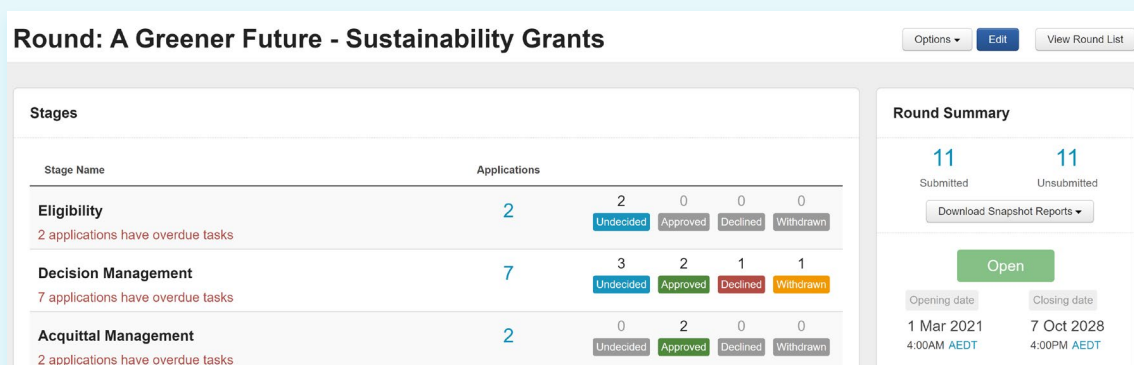 Round: A Greener Future - Sustainability Grants
Options
Edit
View Round List
Stages
Stage Name
Applications
Eligibility
2 applications have overdue tasks
2
2 0 0 0
Undecided Approved Declined Withdrawn
Decision Management
7 applications have overdue tasks
7
3 2 1 1
Undecided Approved Declined Withdrawn
Acquittal Management
2 applications have overdue tasks
2
0 2 0 0
Undecided Approved Declined Withdrawn
Round Summary
11 11
Submitted Unsubmitted
Download Snapshot Reports
Open
Opening date Closing date
1 Mar 2021 7 Oct 2028
4:00AM AEDT 4:00PM AEDT